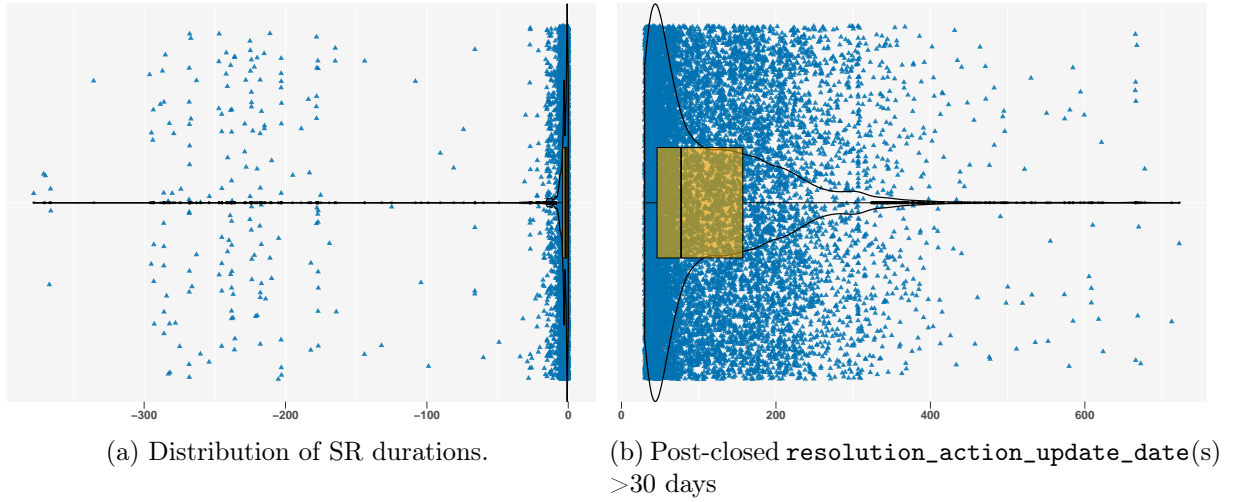 −300 −200 −100 0
0 200 400 600
(a) Distribution of SR durations.
(b) Post-closed resolution_action_update_date(s)
>30 days